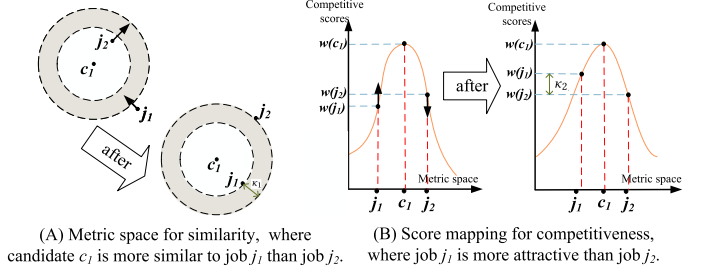 j2
c1
j1
after
j2
c1
j1
κ1
(A) Metric space for similarity, where
candidate c1 is more similar to job j1 than job j2.
Competitive
scores
w(c1)
w(j2)
w(j1)
Metric space
j1
c1
j2
after
Competitive
scores
w(c1)
w(j1)
κ2
w(j2)
Metric space
j1
c1
j2
(B) Score mapping for competitiveness,
where job j1 is more attractive than job j2.